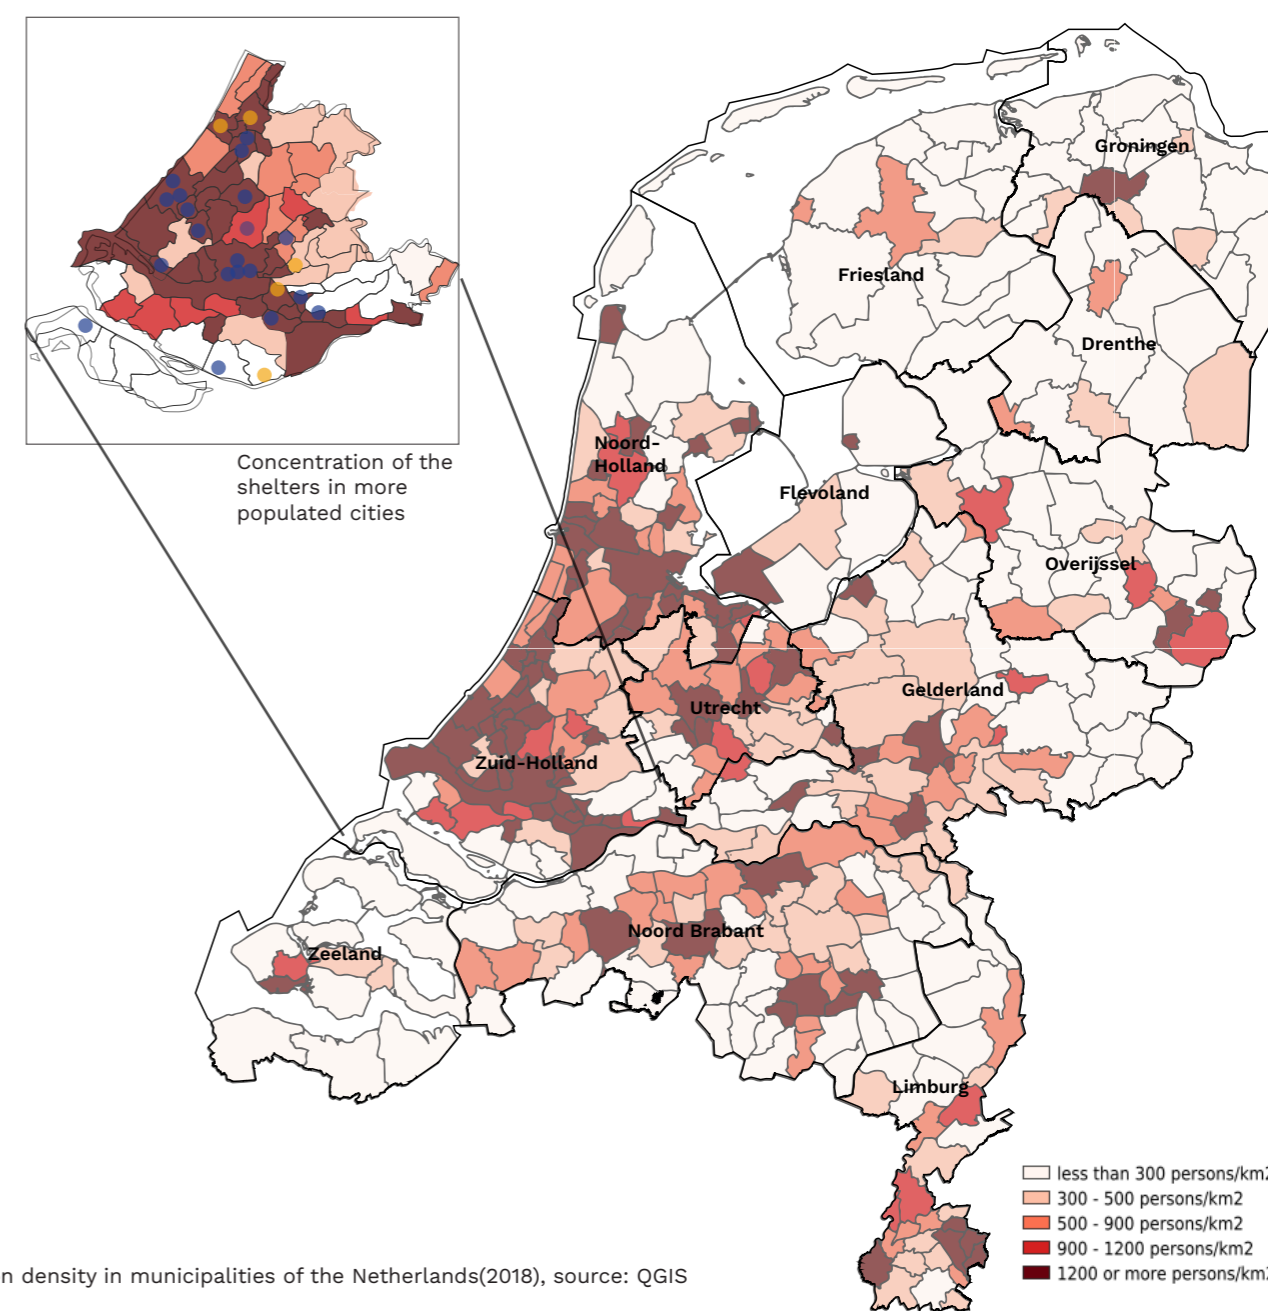 Concentration of the
shelters in more
populated cities
Groningen
Friesland
Drenthe
Noord-
Holland
Flevoland
Overijssel
Gelderland
Utrecht
Zuid-Holland
Noord Brabant
Zeeland
Limburg
less than 300 persons/km2
300 - 500 persons/km2
500 - 900 persons/km2
900 - 1200 persons/km2
1200 or more persons/km2
n density in municipalities of the Netherlands(2018), source: QGIS